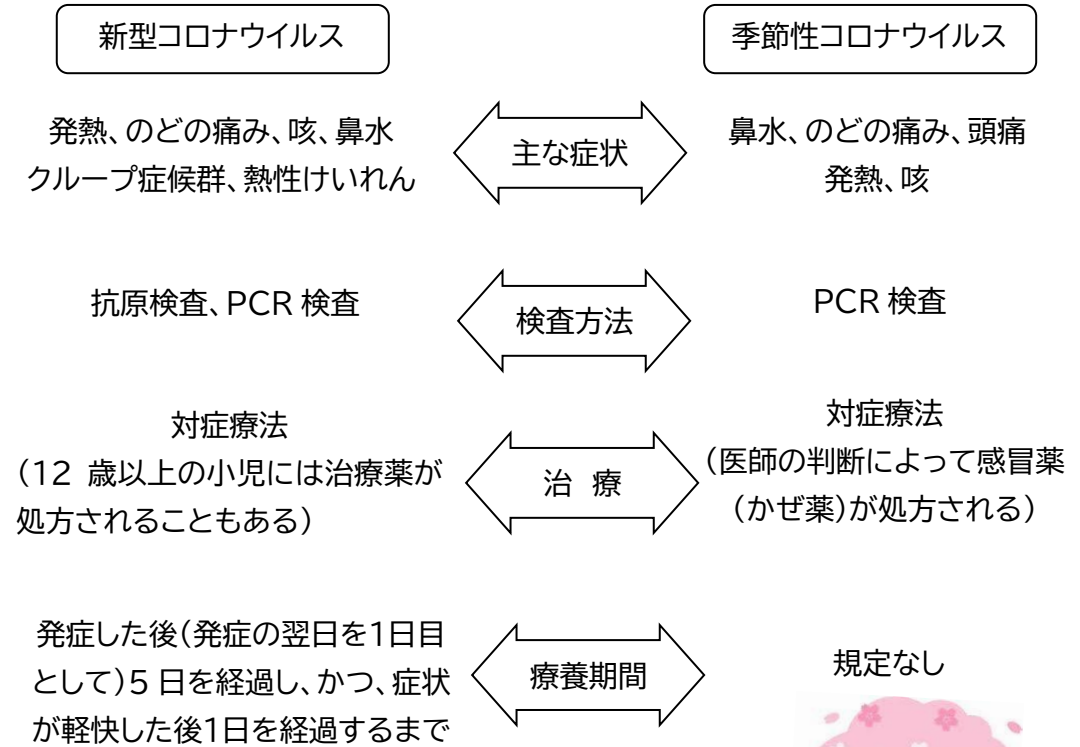 新型コロナウイルス
季節性コロナウイルス
発熱、のどの痛み、咳、鼻水
クループ症候群、熱性けいれん
主な症状
鼻水、のどの痛み、頭痛
発熱、咳
抗原検査、PCR 検査
検査方法
PCR 検査
対症療法
(12 歳以上の小児には治療薬が
処方されることもある)
治 療
対症療法
(医師の判断によって感冒薬
(かぜ薬)が処方される)
発症した後(発症の翌日を1日目
として)5 日を経過し、かつ、症状
が軽快した後1日を経過するまで
療養期間
規定なし